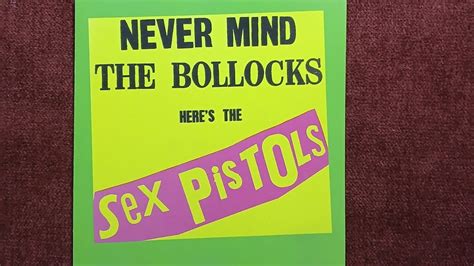 NEVER MIND
THE BOLLOCKS
HERE'S THE
Sex PiSTOLS